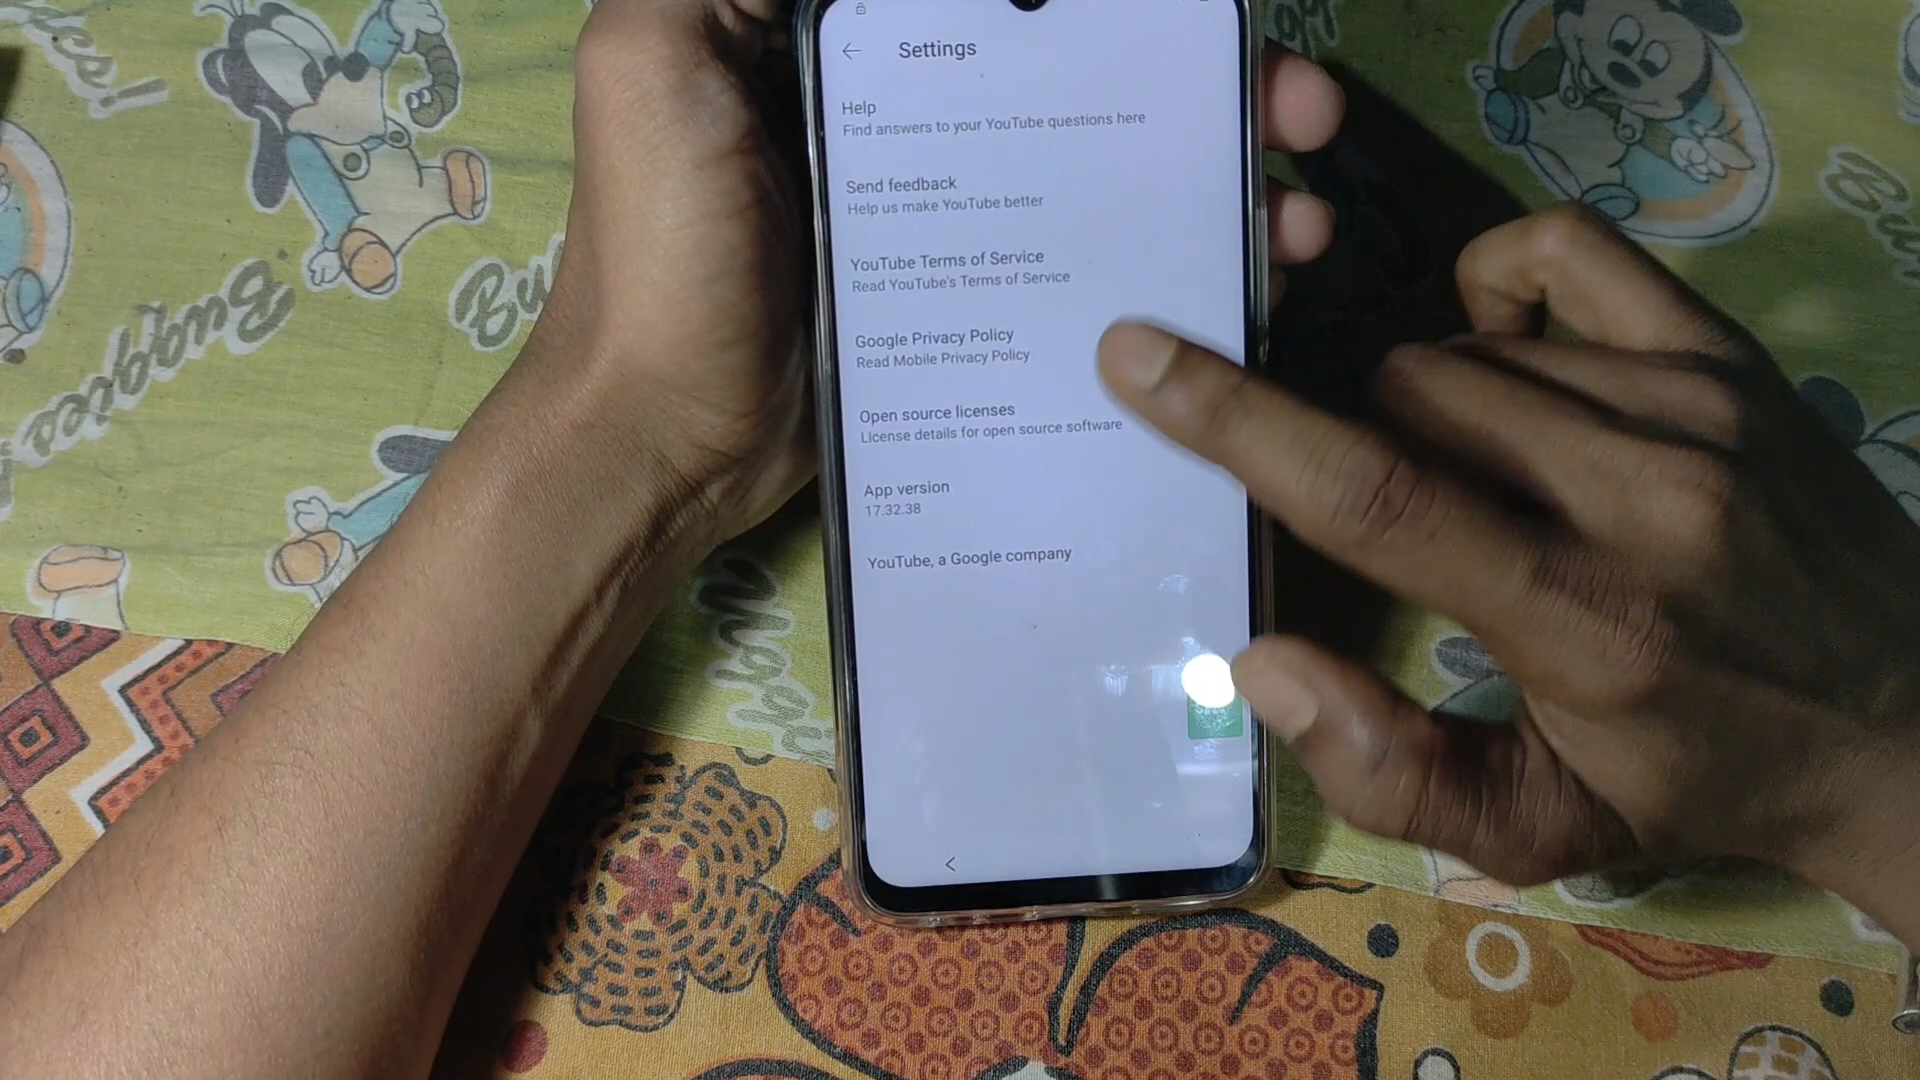 Settings
Help
Find answers to your YouTube questions here
Send feedback
Help us make YouTube better
YouTube Terms of Service
Read YouTube's Terms of Service
Google Privacy Policy
Read Mobile Privacy Policy
Open source licenses
License details for open source software
App version
17.32.38
YouTube, a Google company